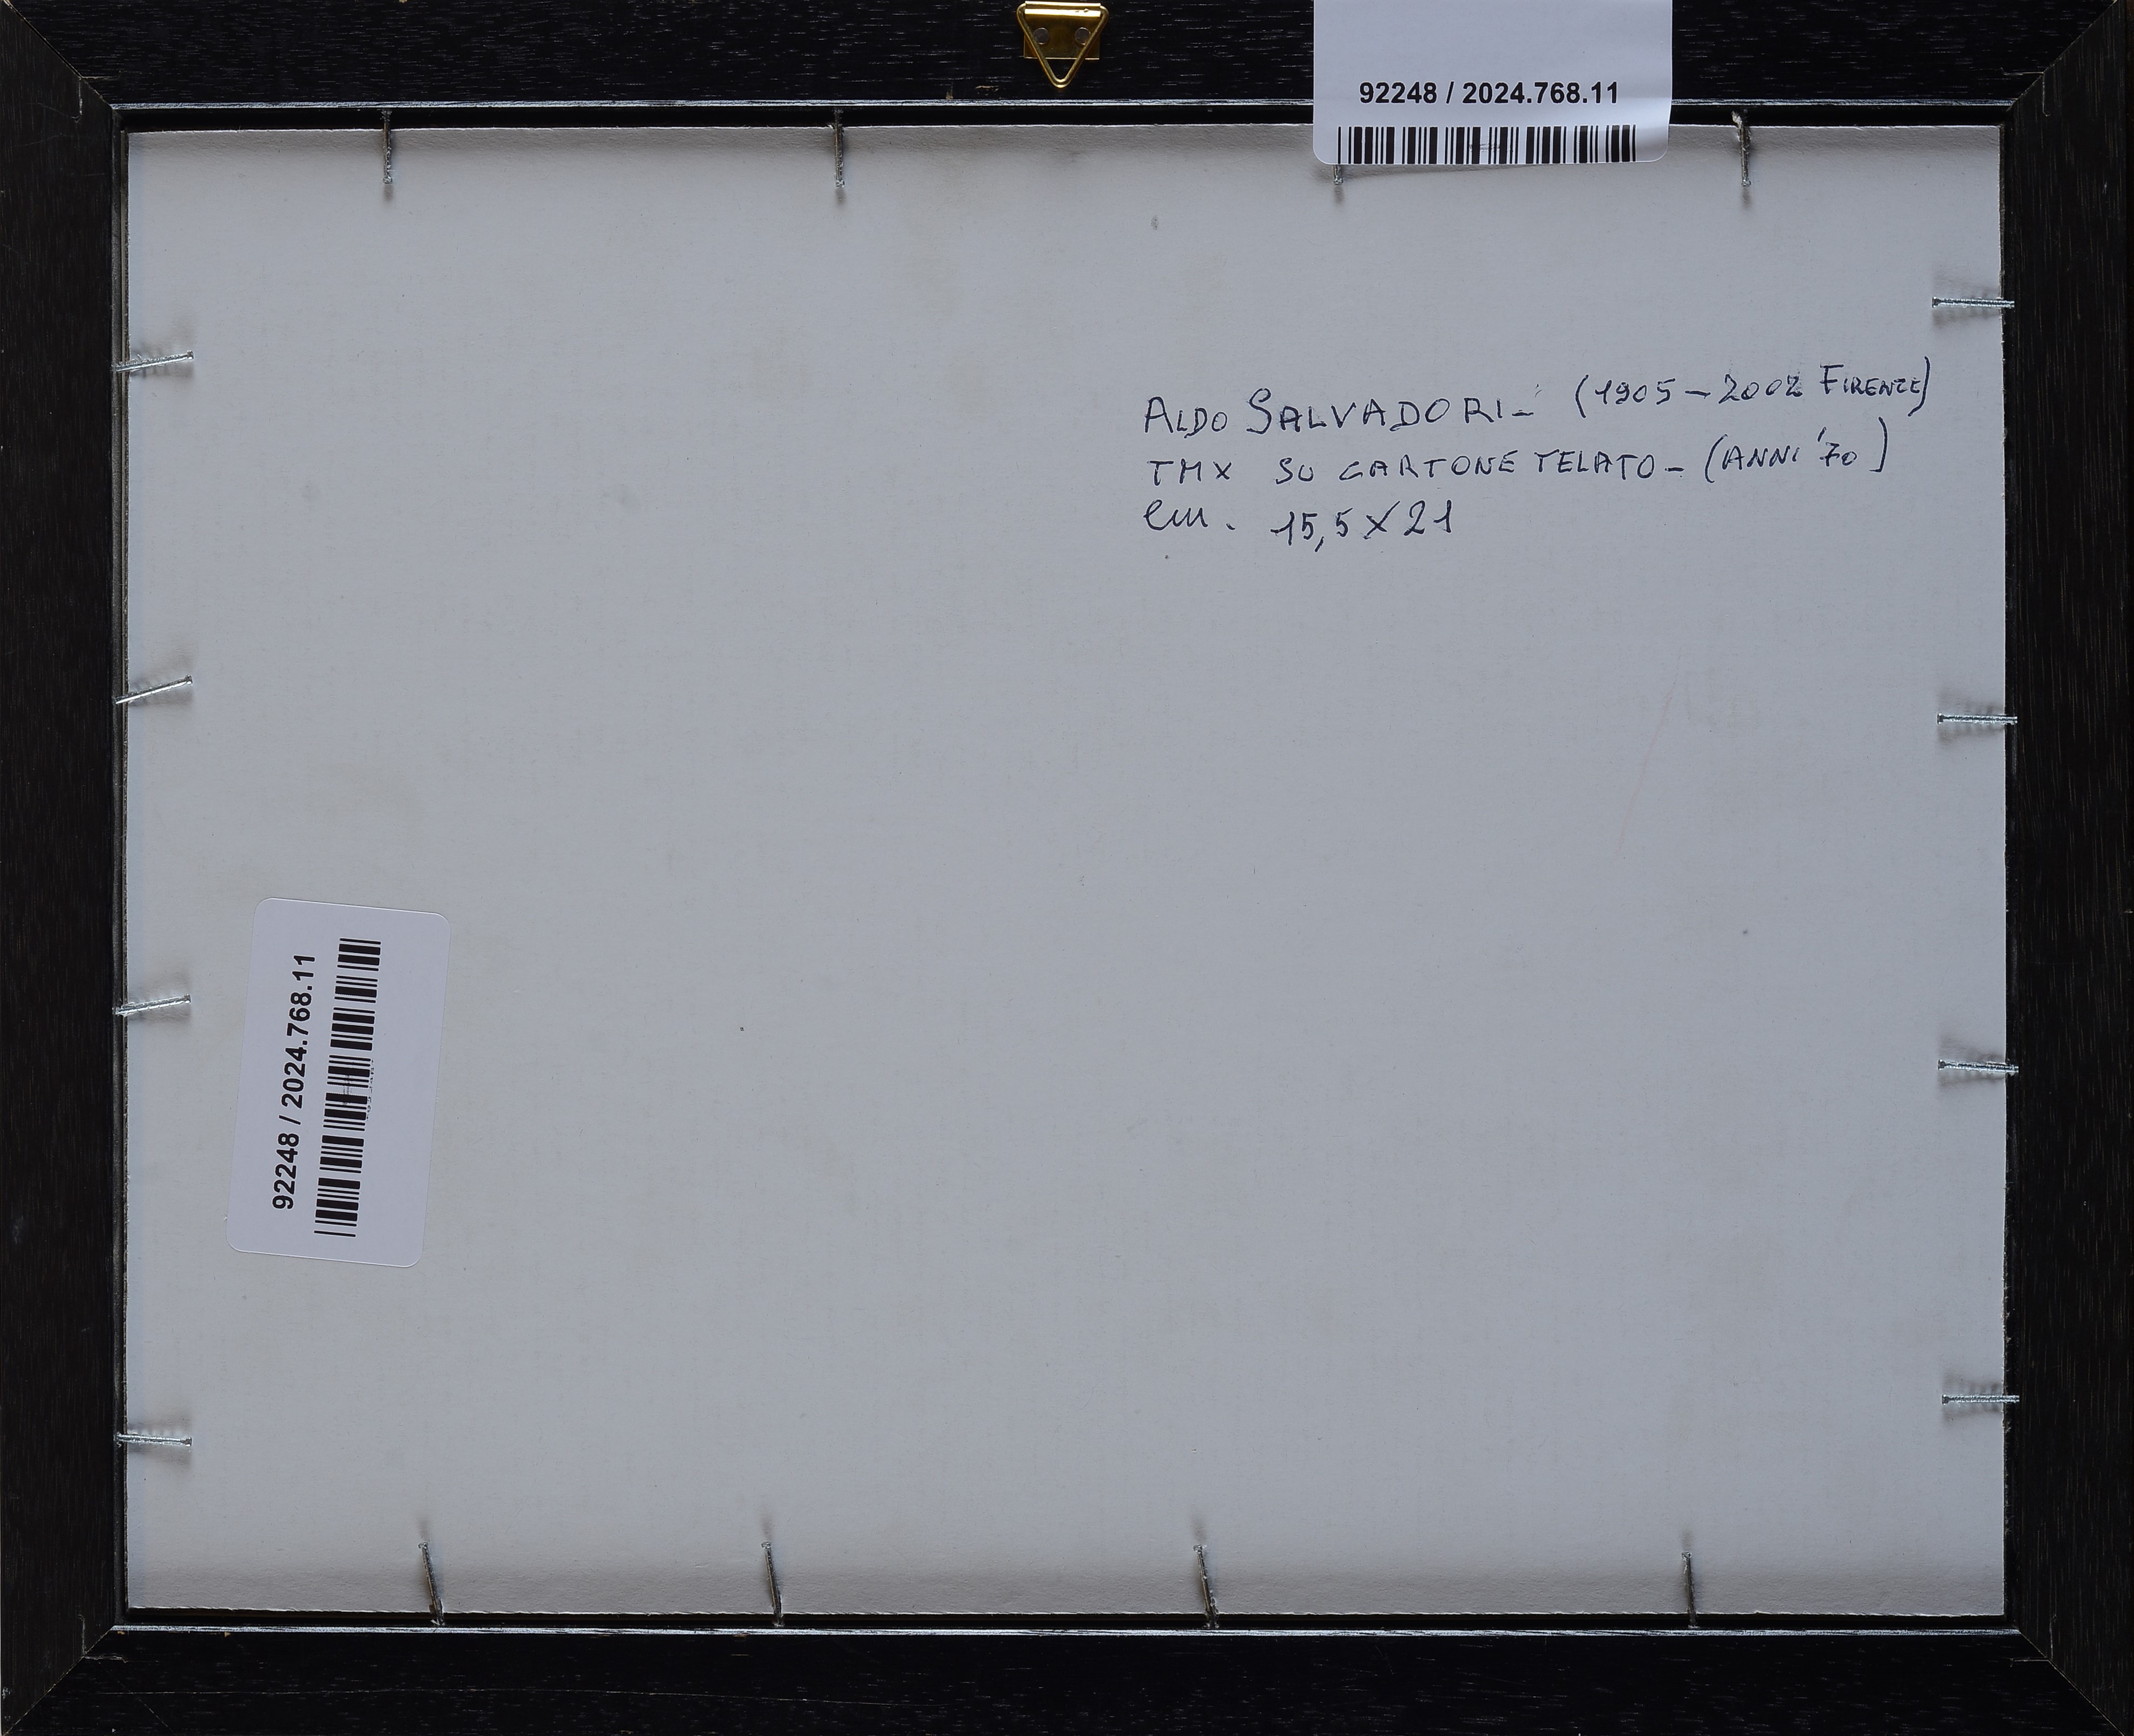 92248 / 2024.768.11
ALDO SALVADORI - (1905 - 2002 FIRENZE)
TMX SU CARTONE TELATO - (ANNI '70)
cm. 15,5 X 21
92248 / 2024.768.11